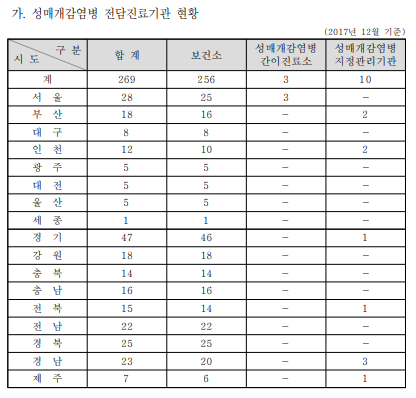 가. 성매개감염병 전담진료기관 현황
(2017년 12월 기준)
구 분
시 도
합 계 보건소 성매개감염병 간이진료소 성매개감염병 지정관리기관
계 269 256 3 10
서 울 28 25 3 －
부 산 18 16 － 2
대 구 8 8 － －
인 천 12 10 － 2
광 주 5 5 － －
대 전 5 5 － －
울 산 5 5 － －
세 종 1 1 － －
경 기 47 46 － 1
강 원 18 18 － －
충 북 14 14 － －
충 남 16 16 － －
전 북 15 14 － 1
전 남 22 22 － －
경 북 25 25 － －
경 남 23 20 － 3
제 주 7 6 － 1